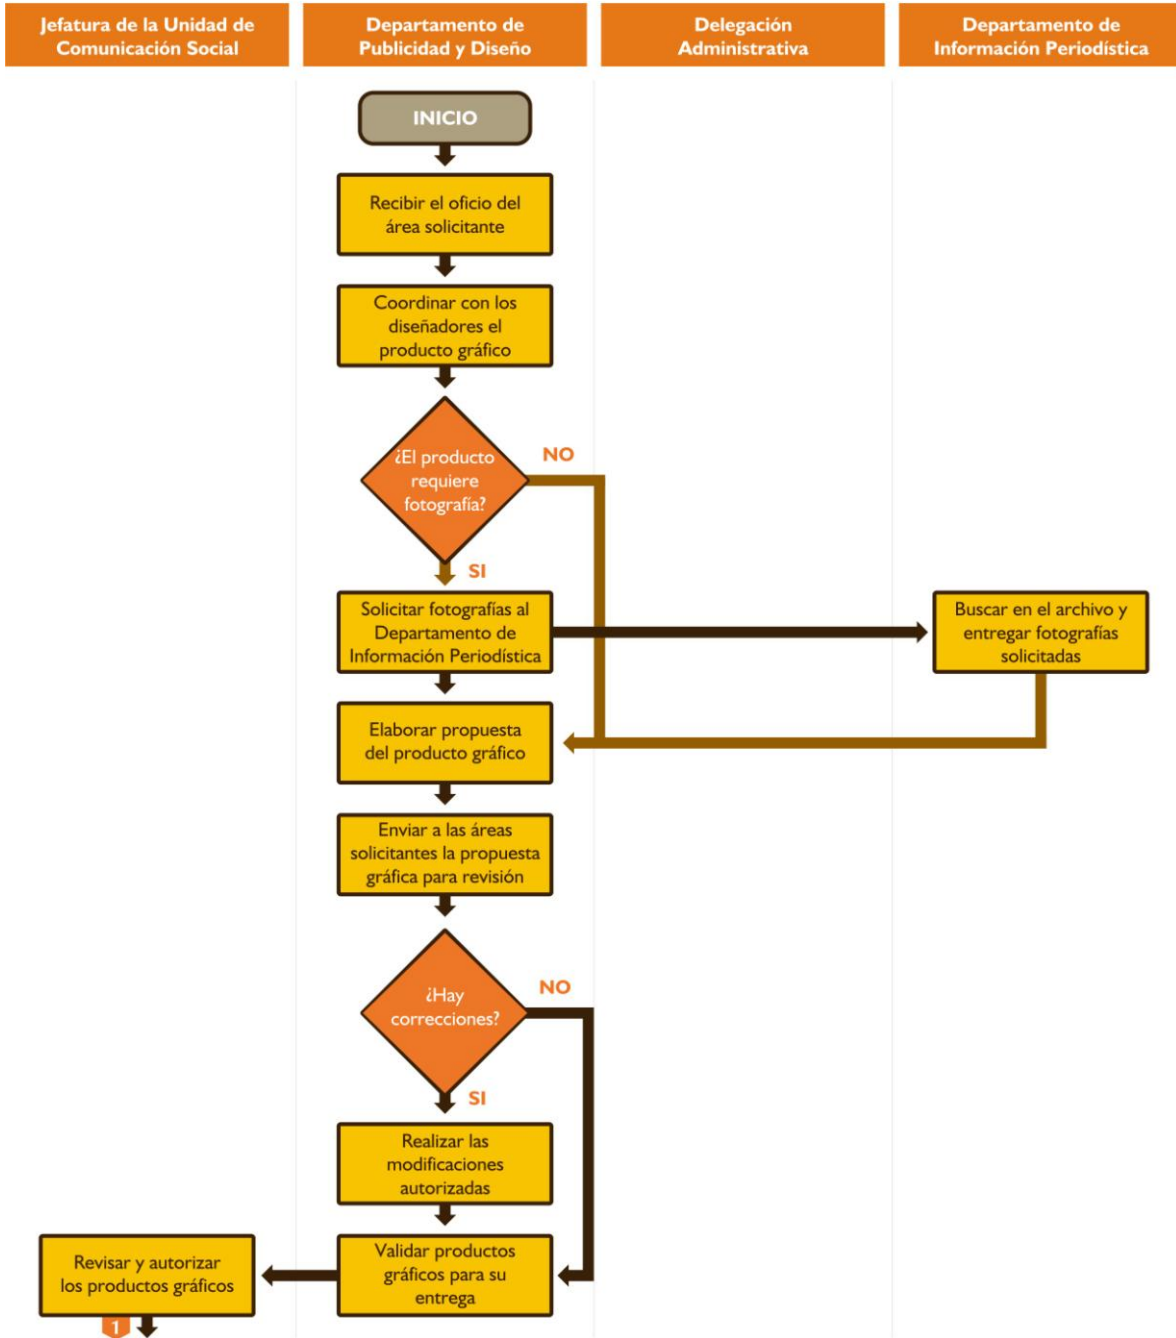 Jefatura de la Unidad de
Comunicación Social
Departamento de
Publicidad y Diseño
Delegación
Administrativa
Departamento de
Información Periodística
INICIO
Recibir el oficio del
área solicitante
Coordinar con los
diseñadores el
producto gráfico
¿El producto
requiere
fotografía?
NO
SI
Solicitar fotografías al
Departamento de
Información Periodística
Buscar en el archivo y
entregar fotografías
solicitadas
Elaborar propuesta
del producto gráfico
Enviar a las áreas
solicitantes la propuesta
gráfica para revisión
¿Hay
correcciones?
NO
SI
Realizar las
modificaciones
autorizadas
Validar productos
gráficos para su
entrega
Revisar y autorizar
los productos gráficos
1